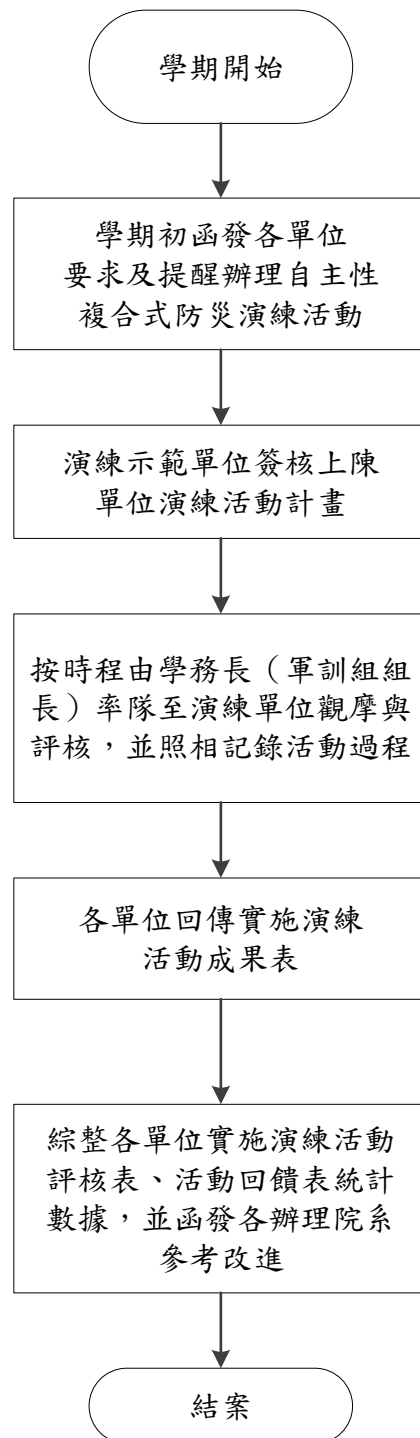 學期開始
學期初函發各單位
要求及提醒辦理自主性
複合式防災演練活動
演練示範單位簽核上陳
單位演練活動計畫
按時程由學務長（軍訓組組
長）率隊至演練單位觀摩與
評核，並照相記錄活動過程
各單位回傳實施演練
活動成果表
綜整各單位實施演練活動
評核表、活動回饋表統計
數據，並函發各辦理院系
參考改進
結案